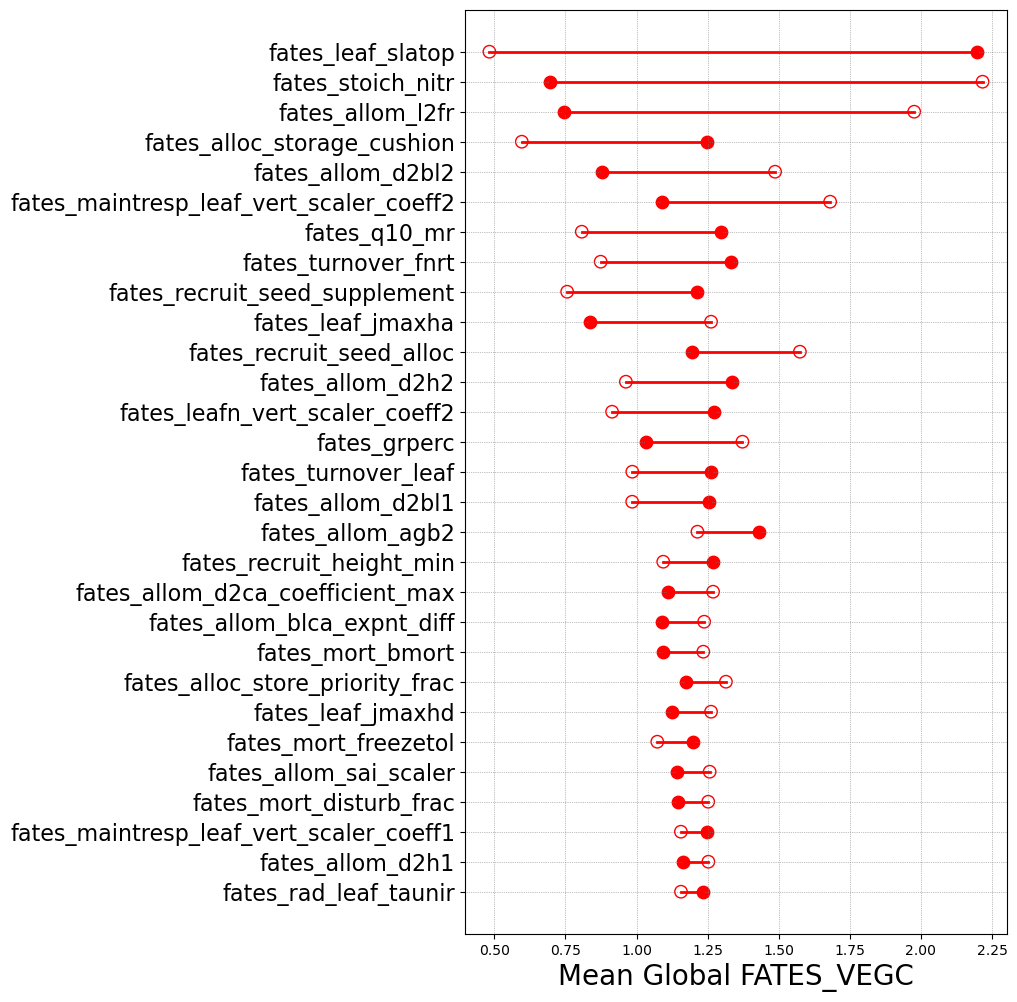 fates_leaf_slatop
fates_stoich_nitr
fates_allom_l2fr
fates_alloc_storage_cushion
fates_allom_d2bl2
fates_maintresp_leaf_vert_scaler_coeff2
fates_q10_mr
fates_turnover_fnrt
fates_recruit_seed_supplement
fates_leaf_jmaxha
fates_recruit_seed_alloc
fates_allom_d2h2
fates_leafn_vert_scaler_coeff2
fates_grperc
fates_turnover_leaf
fates_allom_d2bl1
fates_allom_agb2
fates_recruit_height_min
fates_allom_d2ca_coefficient_max
fates_allom_blca_expnt_diff
fates_mort_bmort
fates_alloc_store_priority_frac
fates_leaf_jmaxhd
fates_mort_freezetol
fates_allom_sai_scaler
fates_mort_disturb_frac
fates_maintresp_leaf_vert_scaler_coeff1
fates_allom_d2h1
fates_rad_leaf_taunir
0.50 0.75 1.00 1.25 1.50 1.75 2.00 2.25
Mean Global FATES_VEGC